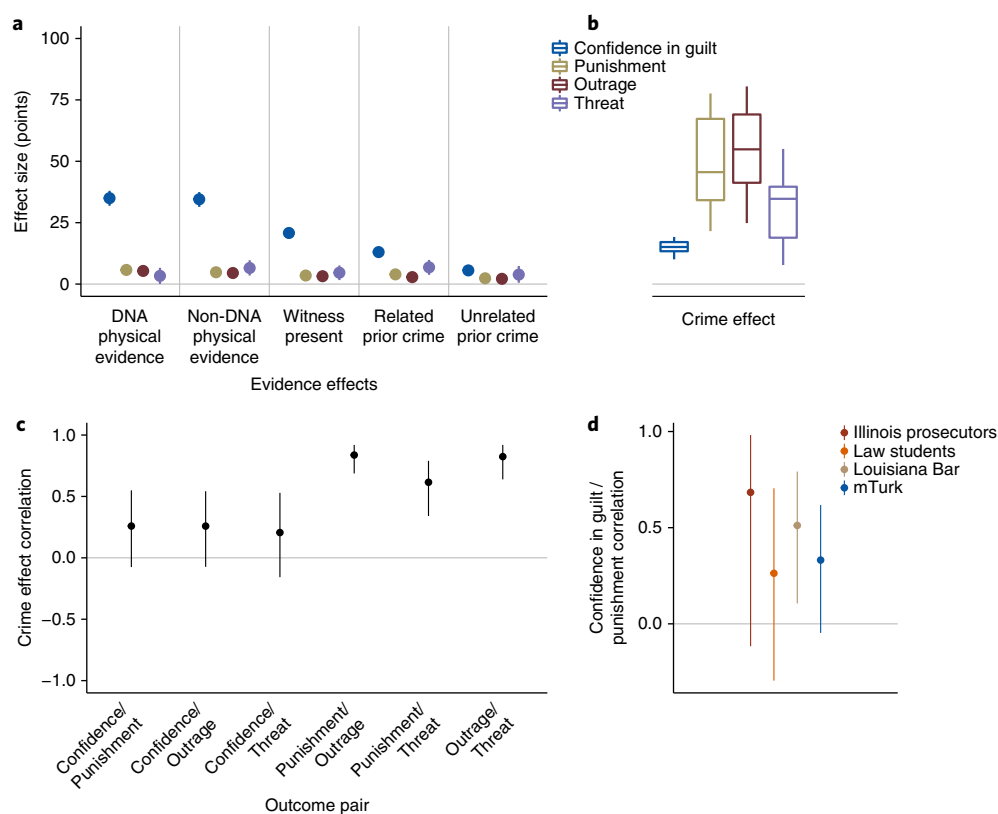 a
100
75
50
25
0
Effect size (points)
DNA
physical
evidence
Non-DNA
physical
evidence
Witness
present
Related
prior crime
Unrelated
prior crime
Evidence effects
b
Confidence in guilt
Punishment
Outrage
Threat
Crime effect
c
1.0
0.5
0.0
−0.5
−1.0
Crime effect correlation
Confidence/
Punishment
Confidence/
Outrage
Confidence/
Threat
Punishment/
Outrage
Punishment/
Threat
Outrage/
Threat
Outcome pair
d
1.0
0.5
0.0
Confidence in guilt /
punishment correlation
Illinois prosecutors
Law students
Louisiana Bar
mTurk